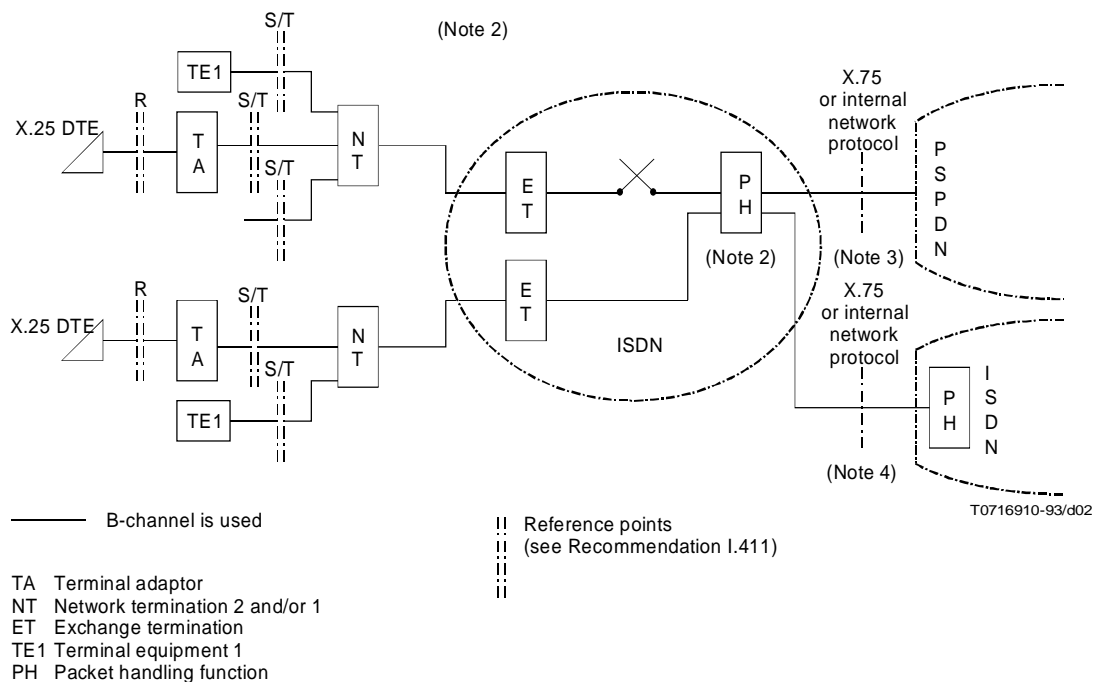 S/T
(Note 2)
TE1
R
S/T
X.25 DTE
T
A
N
T
S/T
E
T
P
H
(Note 2)
X.75
or internal
network
protocol
(Note 3)
P
S
P
D
N
E
T
ISDN
R
S/T
X.25 DTE
T
A
N
T
S/T
TE1
X.75
or internal
network
protocol
(Note 4)
P
H
I
S
D
N
T0716910-93/d02
B-channel is used
Reference points
(see Recommendation I.411)
TA Terminal adaptor
NT Network termination 2 and/or 1
ET Exchange termination
TE1 Terminal equipment 1
PH Packet handling function